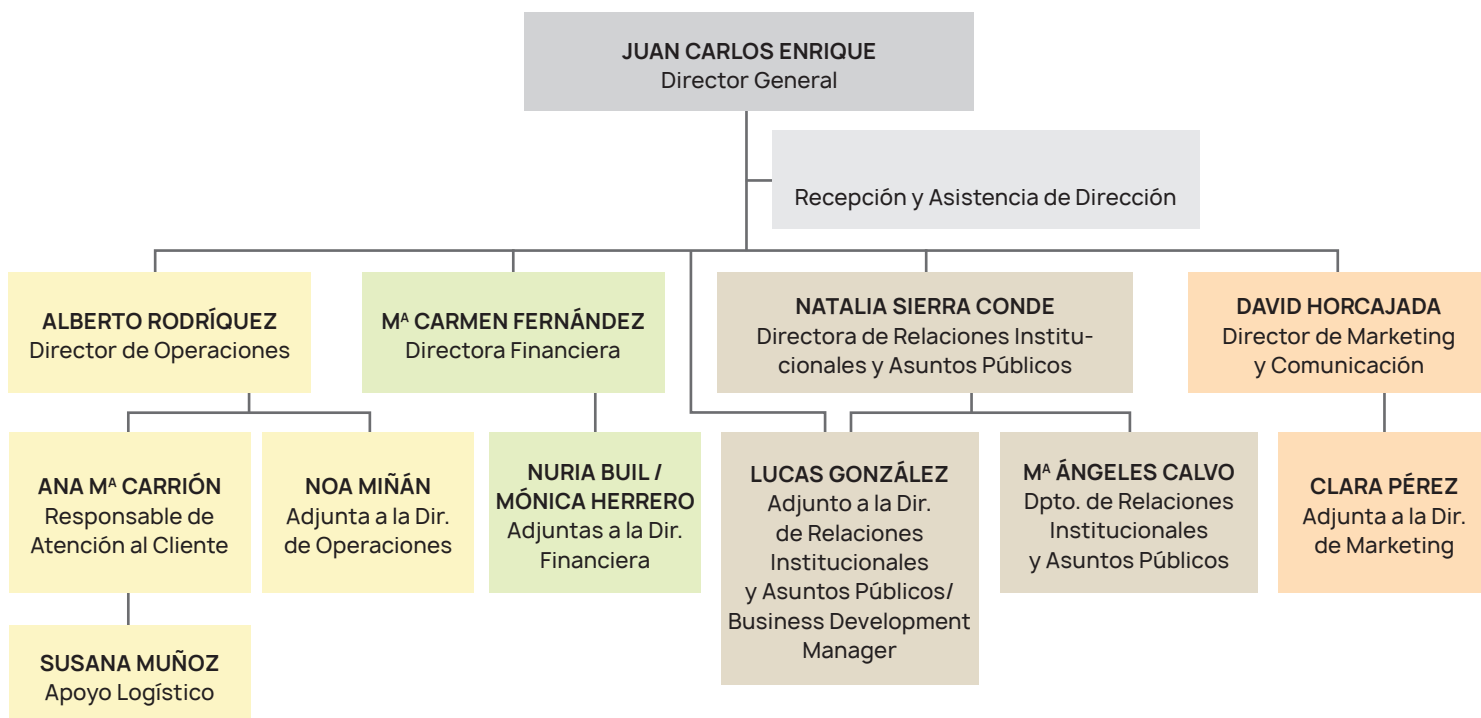 JUAN CARLOS ENRIQUE
Director General
Recepción y Asistencia de Dirección
ALBERTO RODRÍQUEZ
Director de Operaciones
Mᴬ CARMEN FERNÁNDEZ
Directora Financiera
NATALIA SIERRA CONDE
Directora de Relaciones Institu-
cionales y Asuntos Públicos
DAVID HORCAJADA
Director de Marketing
y Comunicación
ANA Mᴬ CARRIÓN
Responsable de
Atención al Cliente
NOA MIÑÁN
Adjunta a la Dir.
de Operaciones
NURIA BUIL /
MÓNICA HERRERO
Adjuntas a la Dir.
Financiera
LUCAS GONZÁLEZ
Adjunto a la Dir.
de Relaciones
Institucionales
y Asuntos Públicos/
Business Development
Manager
Mᴬ ÁNGELES CALVO
Dpto. de Relaciones
Institucionales
y Asuntos Públicos
CLARA PÉREZ
Adjunta a la Dir.
de Marketing
SUSANA MUÑOZ
Apoyo Logístico